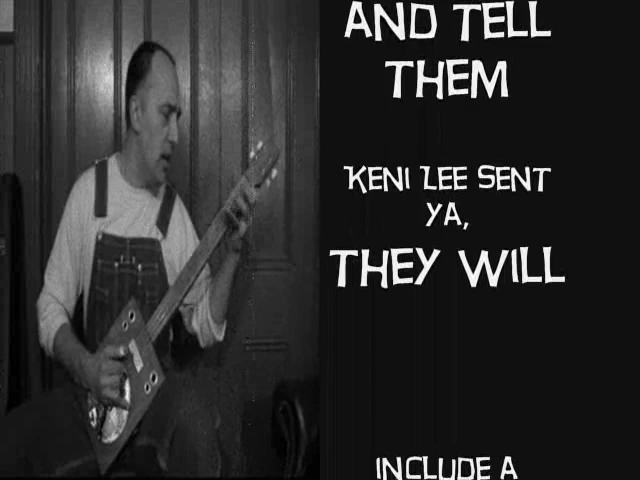 AND TELL
THEM
KENI LEE SENT
YA,
THEY WILL
INCLUDE A